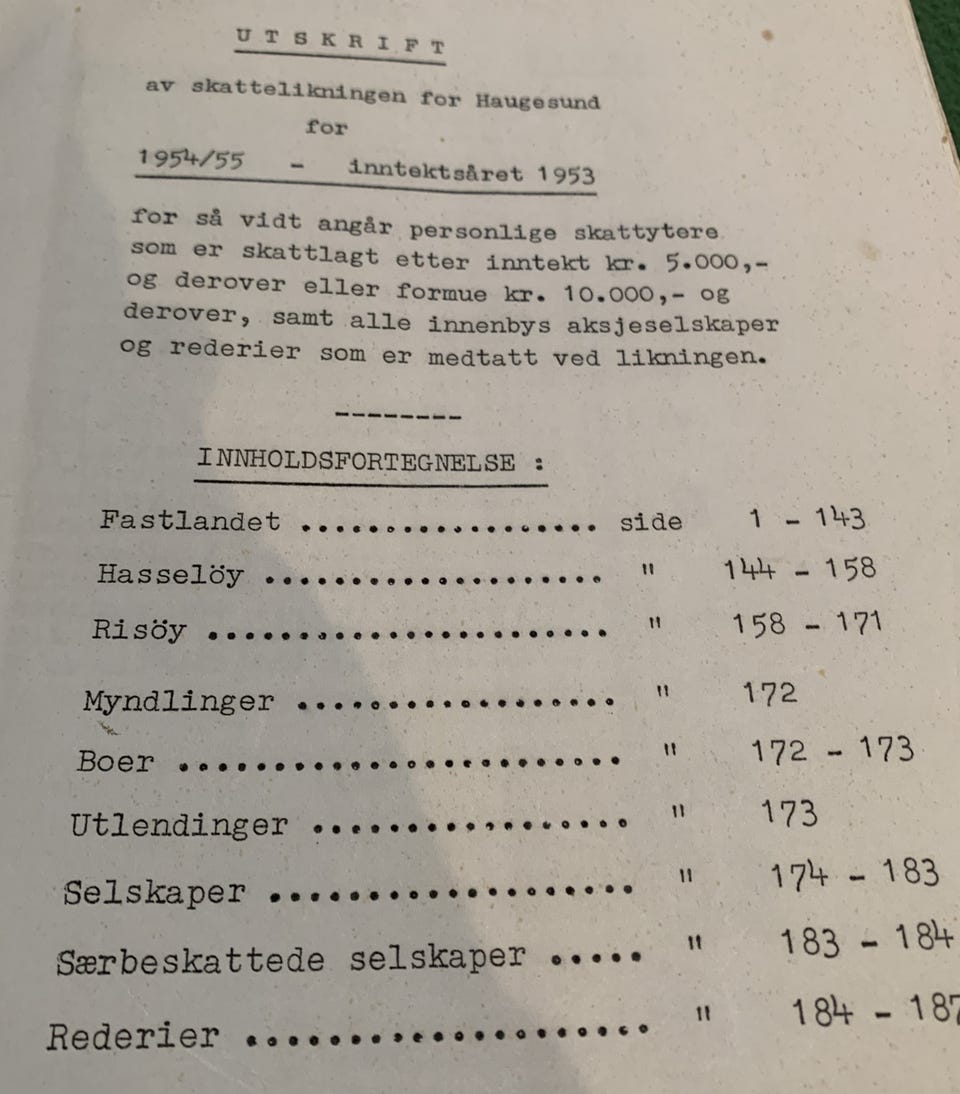 UTSKRIFT
av skattelikningen for Haugesund
for
1954/55 - inntektsåret 1953
for så vidt angår personlige skattytere
som er skattlagt etter inntekt kr. 5.000,-
og derover eller formue kr. 10.000,- og
derover, samt alle innenbys aksjeselskaper
og rederier som er medtatt ved likningen.
--------
INNHOLDSFORTEGNELSE :
Fastlandet .................. side 1 - 143
Hasselöy ................... " 144 - 158
Risöy ...................... " 158 - 171
Myndlinger .................. " 172
Boer ....................... " 172 - 173
Utlendinger ................ " 173
Selskaper ................... " 174 - 183
Særbeskattede selskaper ..... " 183 - 184
Rederier .................... " 184 - 187